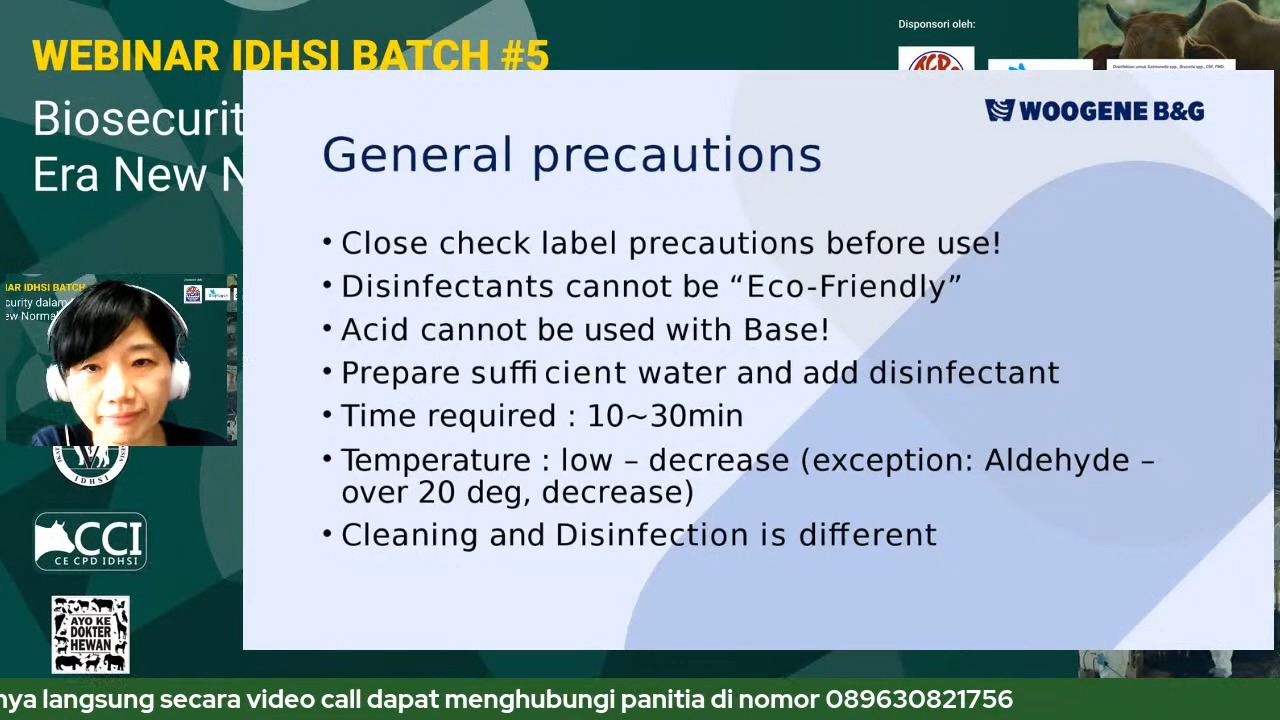 WEBINAR IDHSI BATCH #5
Disponsori oleh:
Biosecurit
Era New N
WOOGENE B&G
General precautions
• Close check label precautions before use!
• Disinfectants cannot be “Eco-Friendly”
• Acid cannot be used with Base!
• Prepare sufficient water and add disinfectant
• Time required : 10~30min
• Temperature : low – decrease (exception: Aldehyde –
over 20 deg, decrease)
• Cleaning and Disinfection is different
IAR IDHSI BATCH
curity dalam
ew Normal
IDHSI
CCI
CE CPD IDHSI
AYO KE
DOKTER
HEWAN
nya langsung secara video call dapat menghubungi panitia di nomor 089630821756